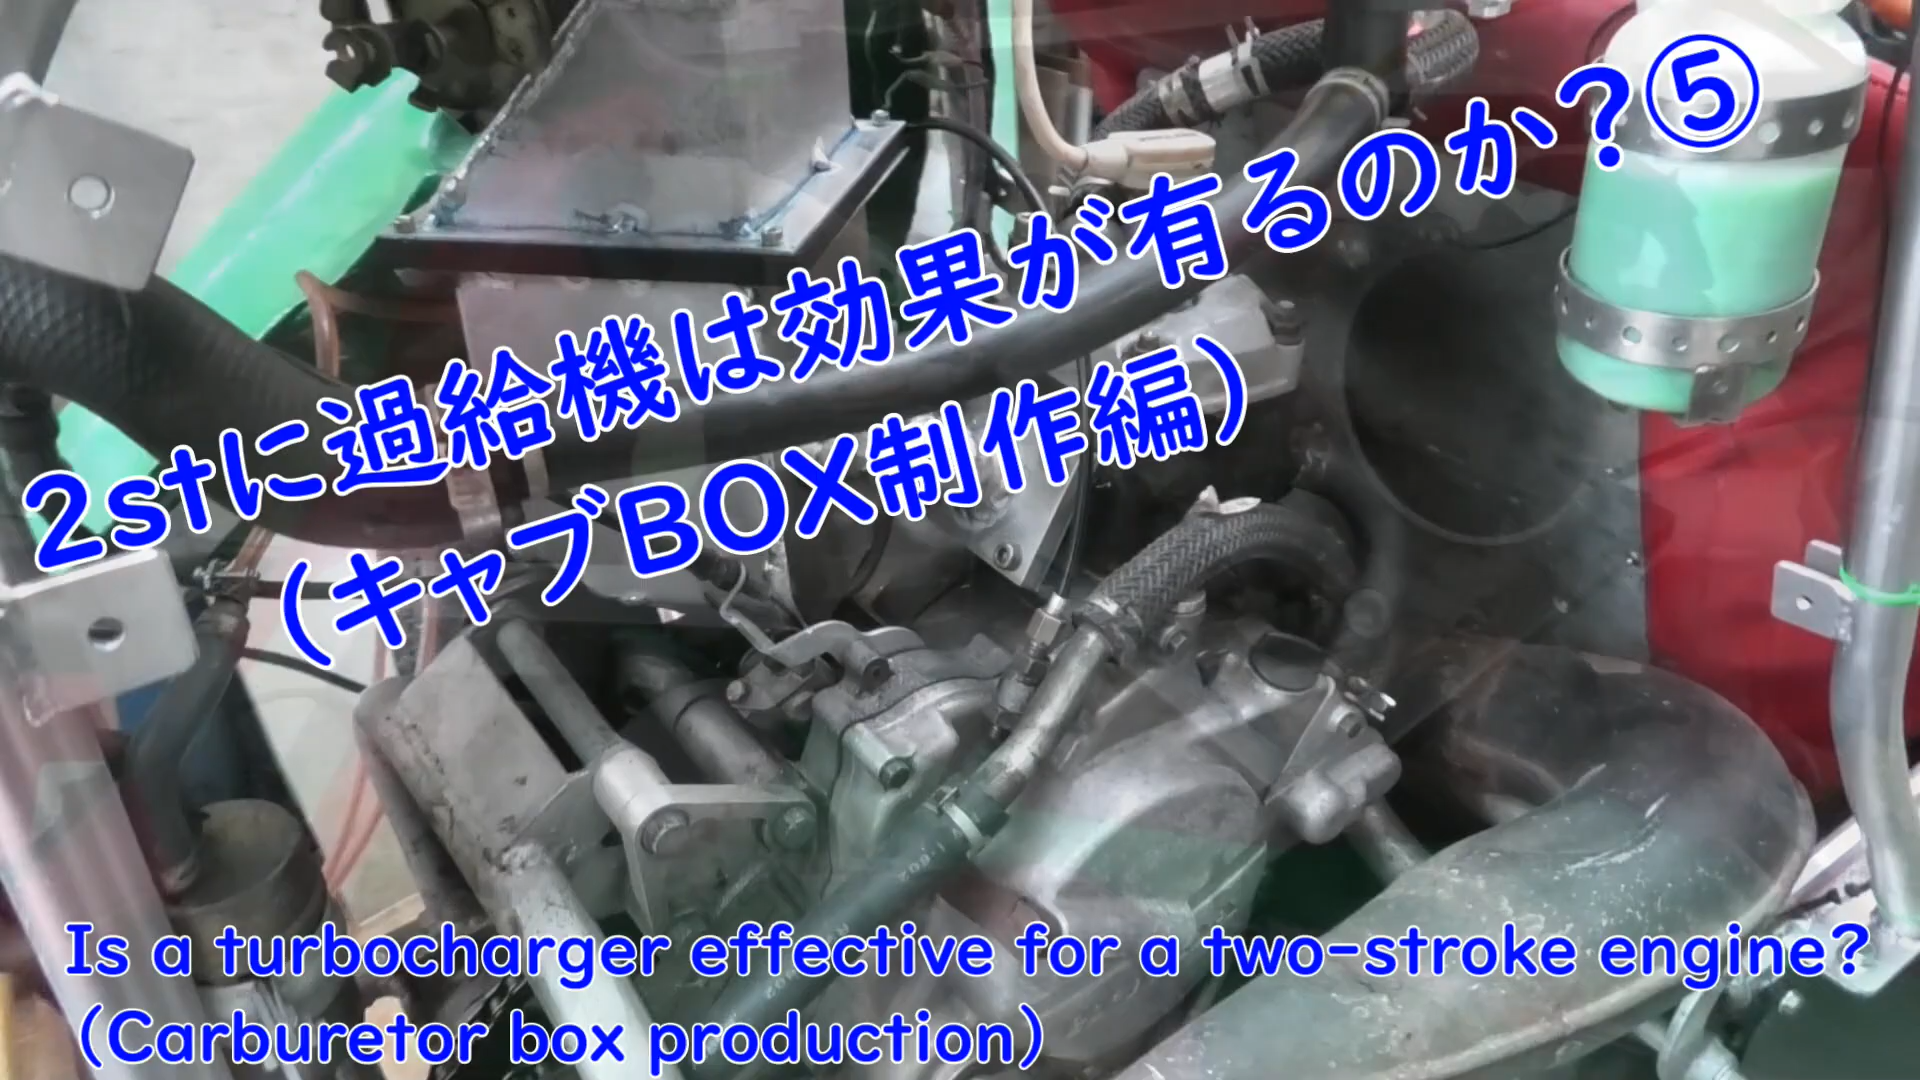 2stに過給機は効果が有るのか？⑤
（キャブBOX制作編）
Is a turbocharger effective for a two-stroke engine?
（Carburetor box production）